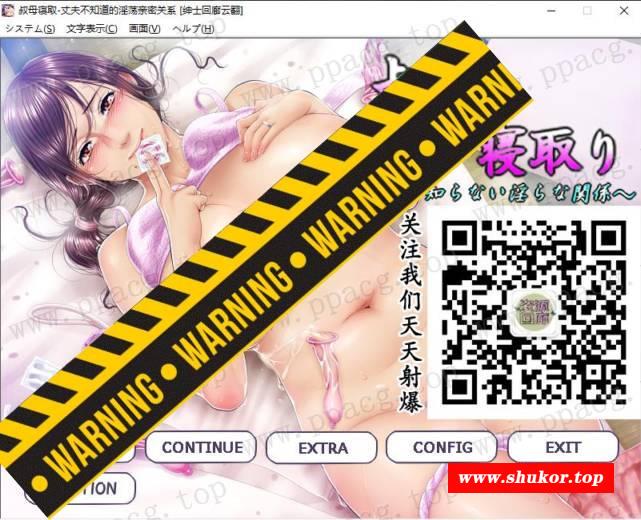 叔母寝取-丈夫不知道的淫荡亲密关系 [绅士回廊云翻]
システム(S) 文字表示(C) 画面(V) ヘルプ(H)
寝取り
知らない淫らな関係～
关注我们天天射爆
WARNING • WARNING • WARNING • WARNI
CONTINUE
EXTRA
CONFIG
EXIT
TION
www.shukor.top
www.ppacg.top